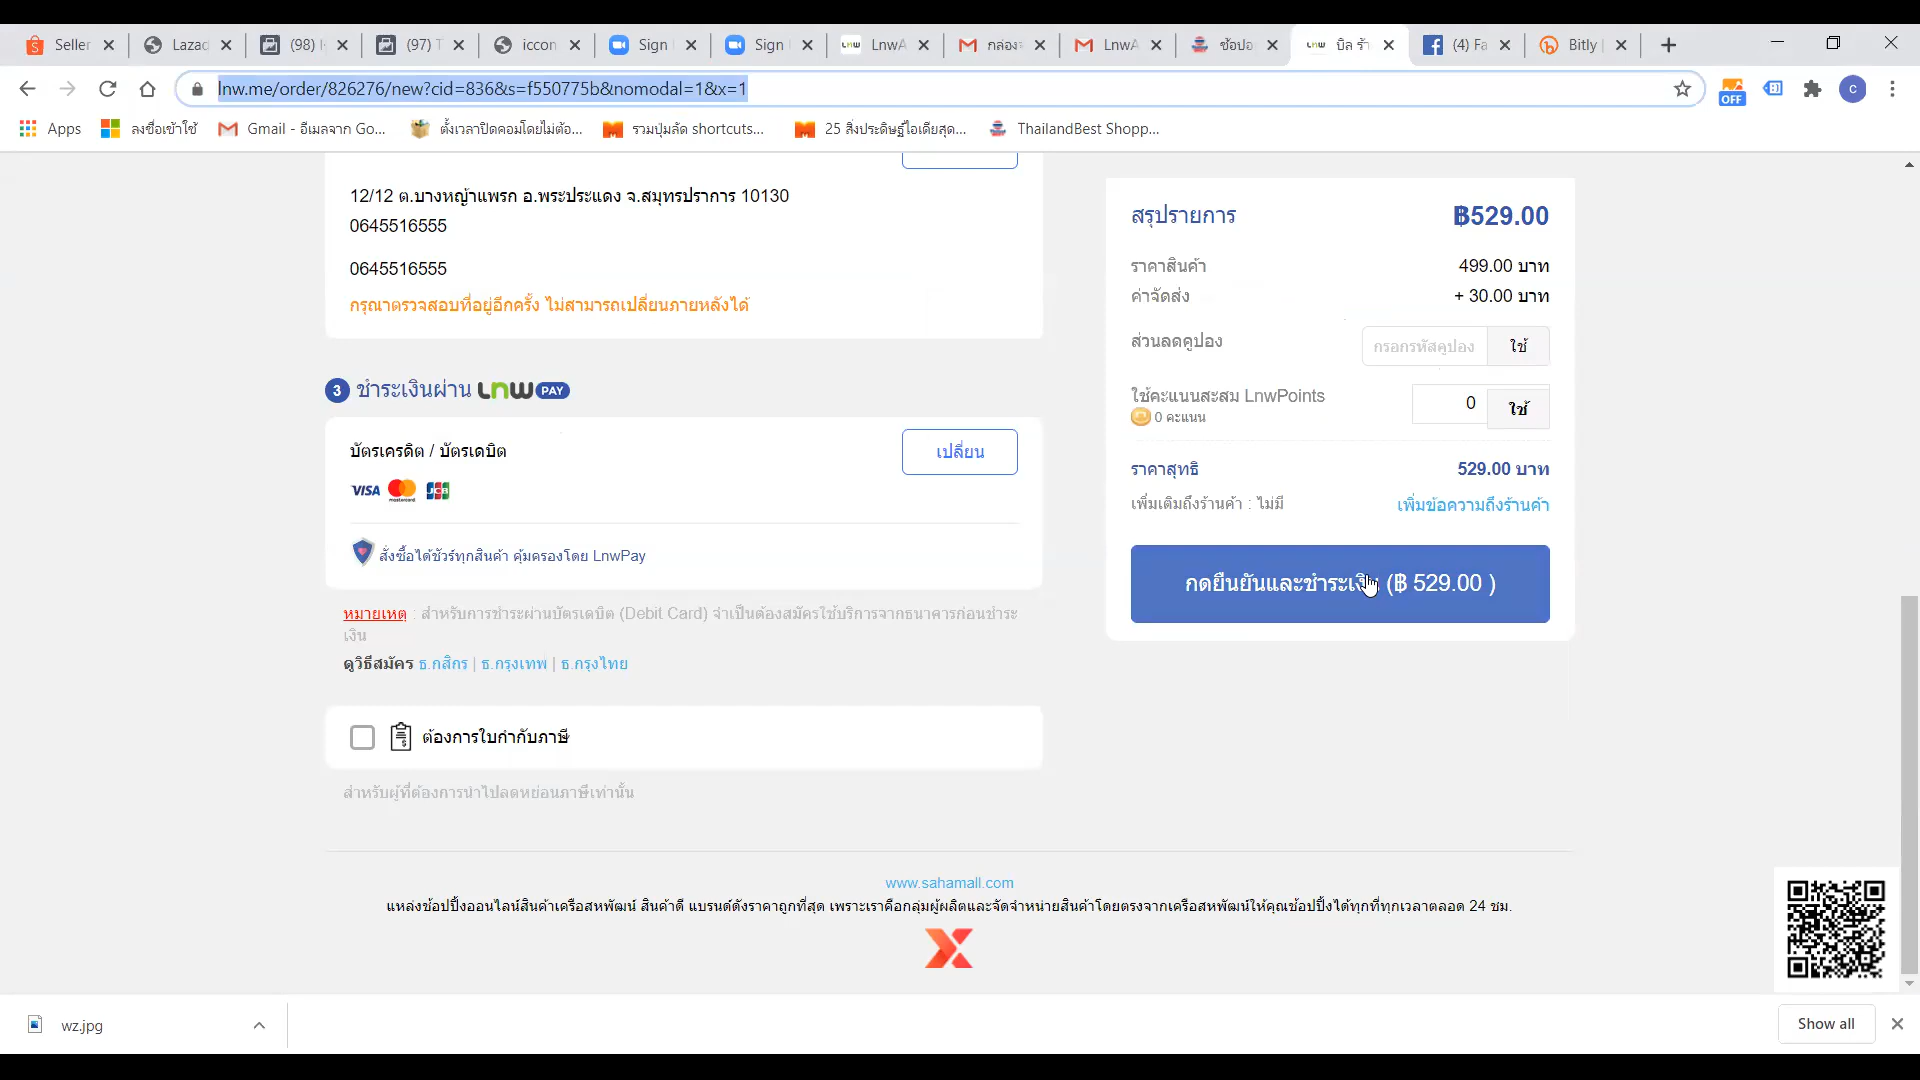 Seller
Lazad
(98)
(97) T
iccon
Sign
Sign
LnwA
กล่อง
LnwA
ช้อปอ
บิล ร้า
(4) Fa
Bitly |
lnw.me/order/826276/new?cid=836&s=f550775b&nomodal=1&x=1
OFF
C
Apps
ลงชื่อเข้าใช้
Gmail - อีเมลจาก Go...
ตั้งเวลาปิดคอมโดยไม่ต้อ...
รวมปุ่มลัด shortcuts...
25 สิ่งประดิษฐ์ไอเดียสุด...
ThailandBest Shopp...
12/12 ต.บางหญ้าแพรก อ.พระประแดง จ.สมุทรปราการ 10130
0645516555
0645516555
กรุณาตรวจสอบที่อยู่อีกครั้ง ไม่สามารถเปลี่ยนภายหลังได้
3 ชำระเงินผ่าน LNW PAY
บัตรเครดิต / บัตรเดบิต
เปลี่ยน
VISA mastercard JCB
สั่งซื้อได้ชัวร์ทุกสินค้า คุ้มครองโดย LnwPay
หมายเหตุ : สำหรับการชำระผ่านบัตรเดบิต (Debit Card) จำเป็นต้องสมัครใช้บริการจากธนาคารก่อนชำระ
เงิน
ดูวิธีสมัคร ธ.กสิกร | ธ.กรุงเทพ | ธ.กรุงไทย
ต้องการใบกำกับภาษี
สำหรับผู้ที่ต้องการนำไปลดหย่อนภาษีเท่านั้น
สรุปรายการ ฿529.00
ราคาสินค้า 499.00 บาท
ค่าจัดส่ง + 30.00 บาท
ส่วนลดคูปอง กรอกรหัสคูปอง ใช้
ใช้คะแนนสะสม LnwPoints 0 ใช้
0 คะแนน
ราคาสุทธิ 529.00 บาท
เพิ่มเติมถึงร้านค้า : ไม่มี เพิ่มข้อความถึงร้านค้า
กดยืนยันและชำระเงิน (฿ 529.00 )
www.sahamall.com
แหล่งช้อปปิ้งออนไลน์สินค้าเครือสหพัฒน์ สินค้าดี แบรนด์ดังราคาถูกที่สุด เพราะเราคือกลุ่มผู้ผลิตและจัดจำหน่ายสินค้าโดยตรงจากเครือสหพัฒน์ให้คุณช้อปปิ้งได้ทุกที่ทุกเวลาตลอด 24 ชม.
wz.jpg
Show all